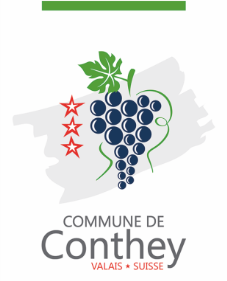 COMMUNE DE
Conthey
VALAIS ★ SUISSE